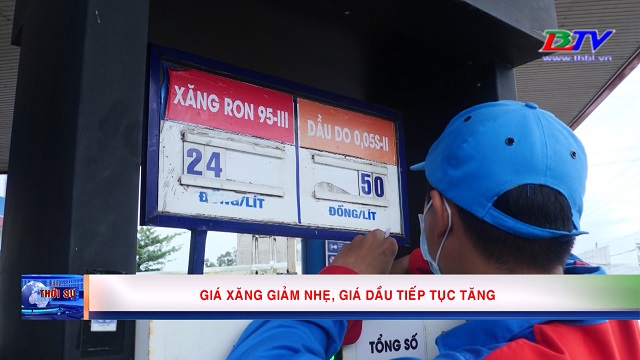 BTV
www.thbl.vn
XĂNG RON 95-III
DẦU DO 0,05S-II
24
50
ĐỒNG/LÍT
ĐỒNG/LÍT
THỜI SỰ
GIÁ XĂNG GIẢM NHẸ, GIÁ DẦU TIẾP TỤC TĂNG
TỔNG SỐ